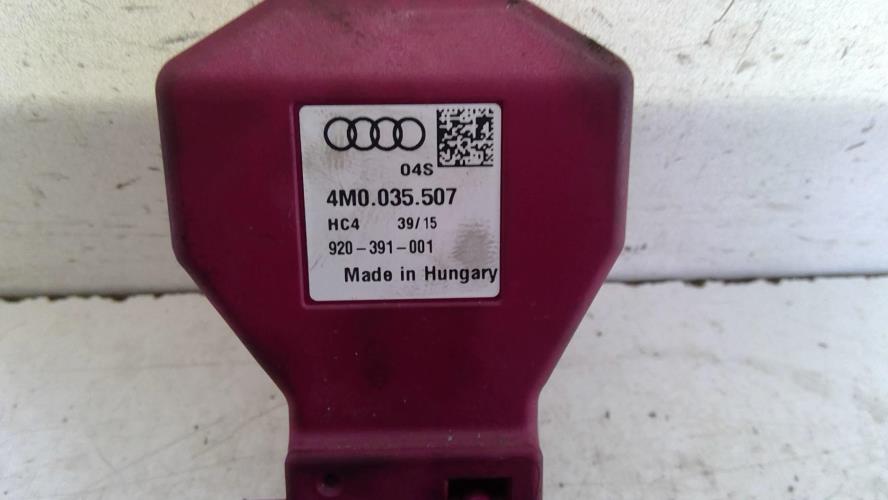 04S
4M0.035.507
HC4 39/15
920-391-001
Made in Hungary